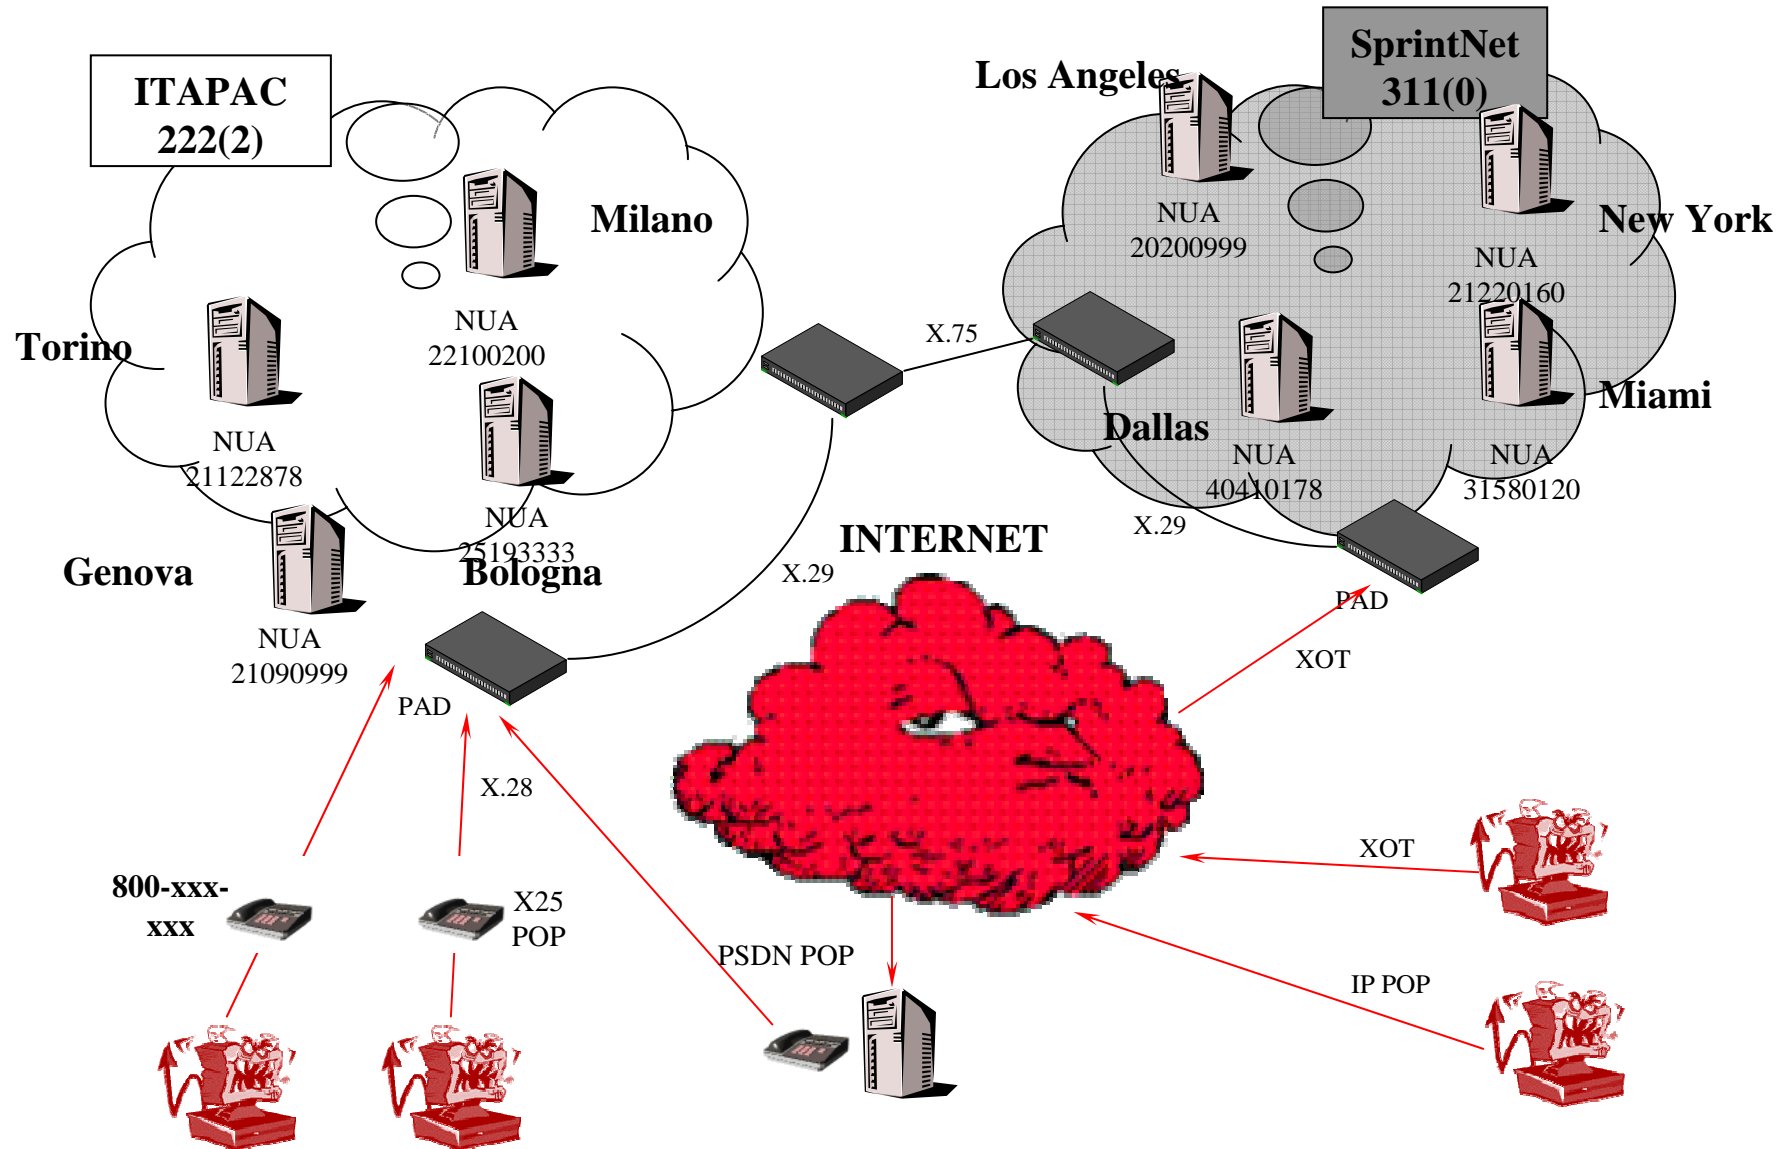 ITAPAC
222(2)
SprintNet
311(0)
Los Angeles
NUA
20200999
New York
NUA
21220160
Milano
NUA
22100200
Torino
NUA
21122878
X.75
Miami
NUA
31580120
Dallas
NUA
40410178
X.29
NUA
25193333
Bologna
Genova
NUA
21090999
X.29
INTERNET
PAD
XOT
PAD
X.28
XOT
800-xxx-
xxx
X25
POP
PSDN POP
IP POP